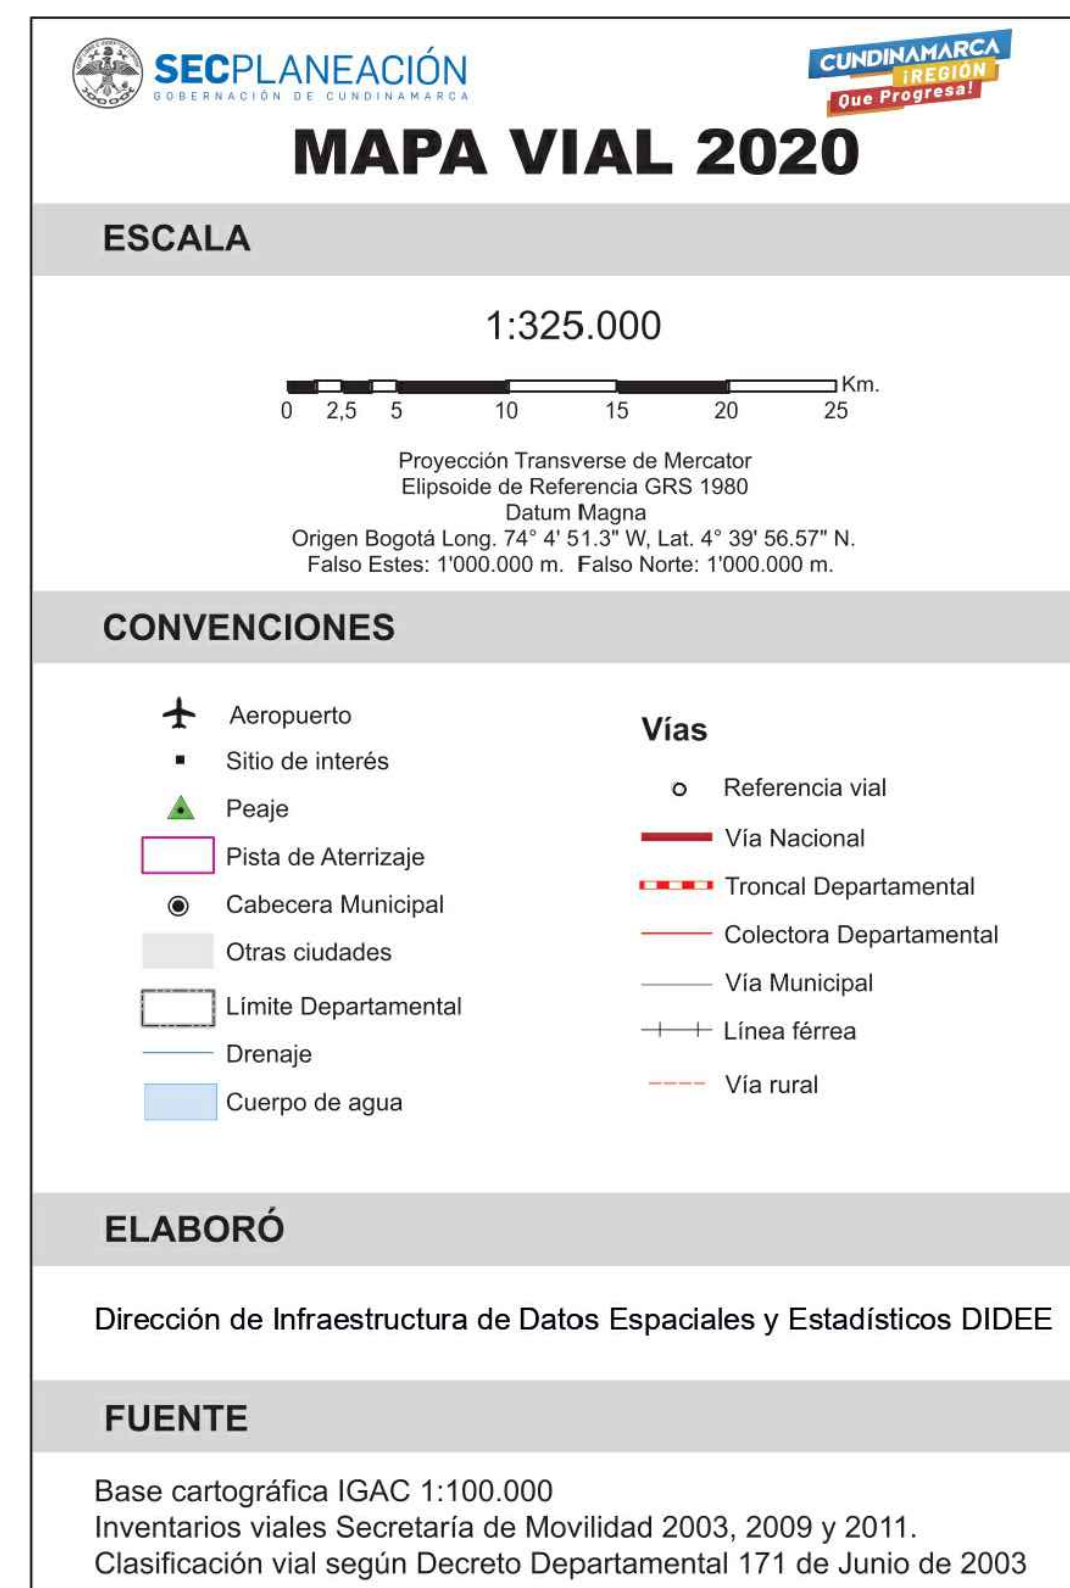 SECPLANEACIÓN
GOBERNACIÓN DE CUNDINAMARCA
CUNDINAMARCA
¡REGIÓN
Que Progresa!
MAPA VIAL 2020
ESCALA
1:325.000
Km.
0 2,5 5 10 15 20 25
Proyección Transverse de Mercator
Elipsoide de Referencia GRS 1980
Datum Magna
Origen Bogotá Long. 74° 4' 51.3" W, Lat. 4° 39' 56.57" N.
Falso Estes: 1'000.000 m. Falso Norte: 1'000.000 m.
CONVENCIONES
Aeropuerto
Sitio de interés
Peaje
Pista de Aterrizaje
Cabecera Municipal
Otras ciudades
Límite Departamental
Drenaje
Cuerpo de agua
Vías
Referencia vial
Vía Nacional
Troncal Departamental
Colectora Departamental
Vía Municipal
Línea férrea
Vía rural
ELABORÓ
Dirección de Infraestructura de Datos Espaciales y Estadísticos DIDEE
FUENTE
Base cartográfica IGAC 1:100.000
Inventarios viales Secretaría de Movilidad 2003, 2009 y 2011.
Clasificación vial según Decreto Departamental 171 de Junio de 2003